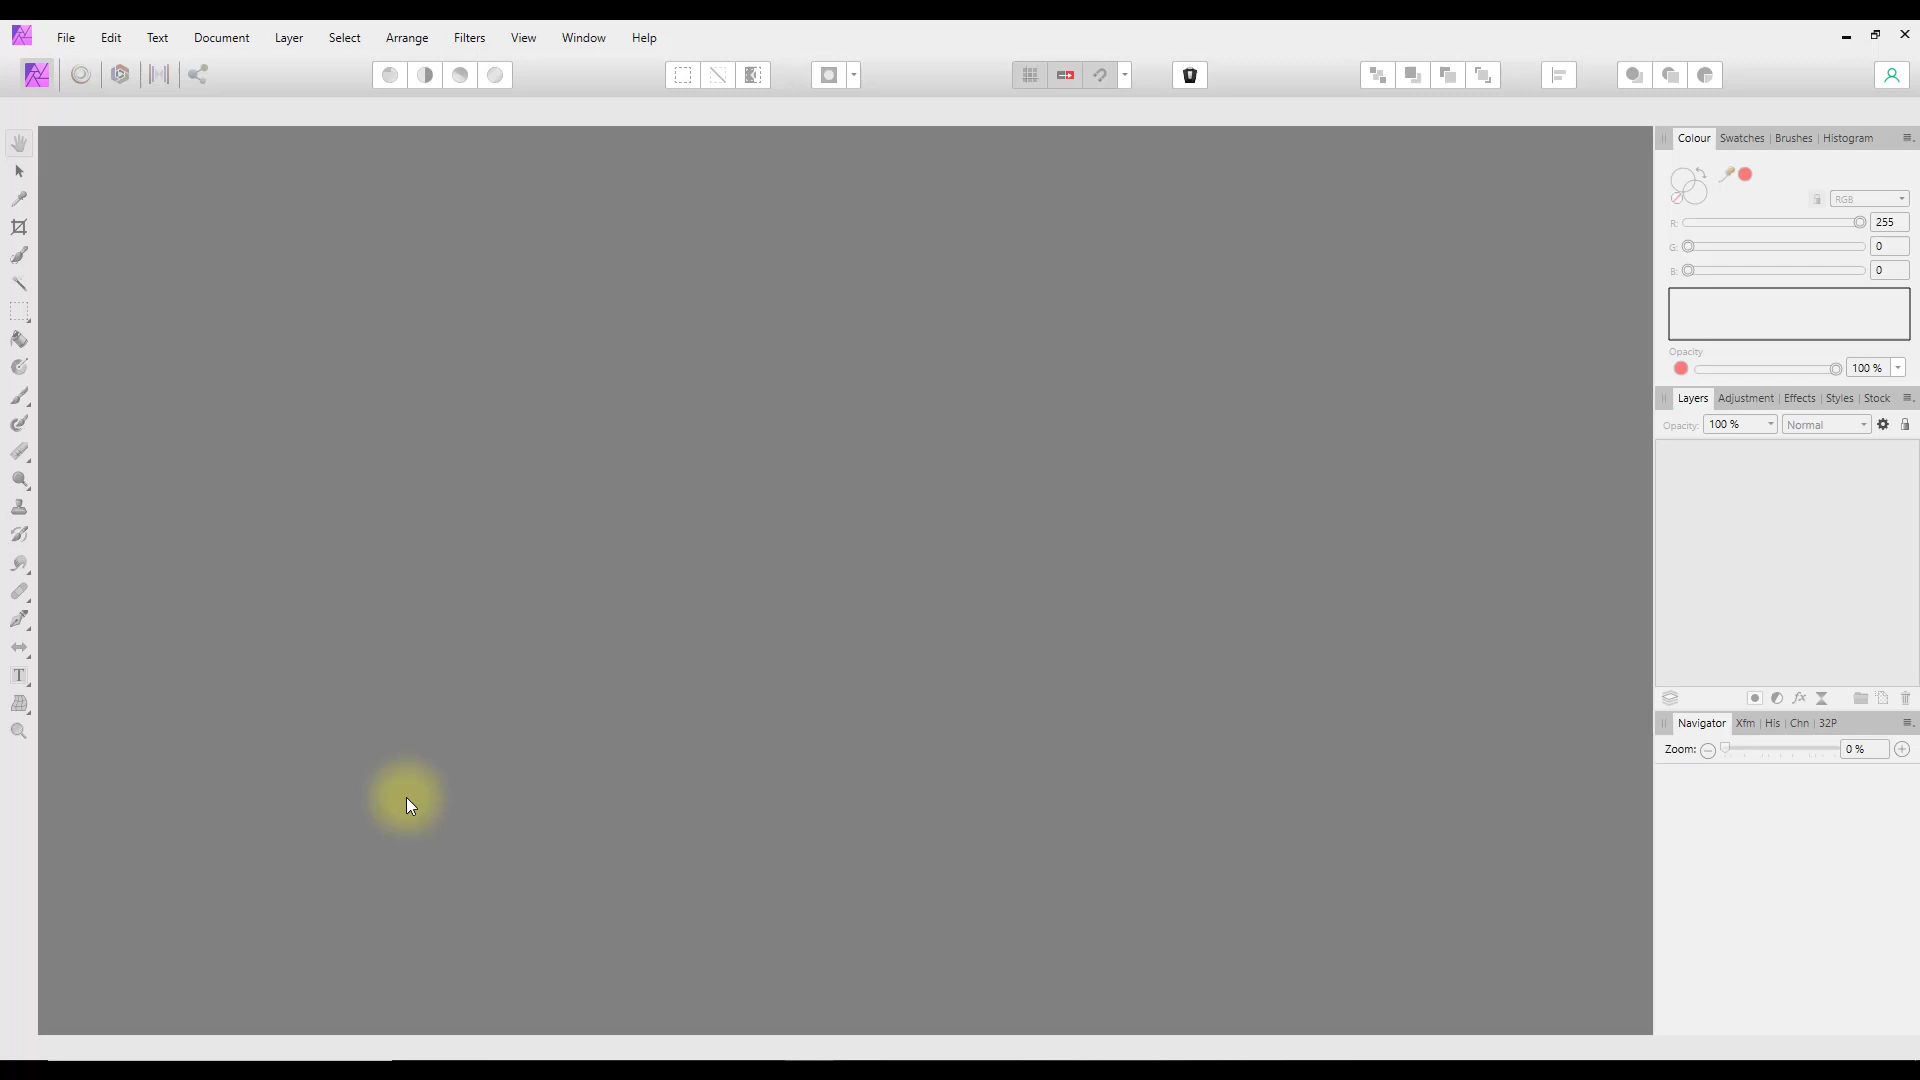 File Edit Text Document Layer Select Arrange Filters View Window Help
Colour Swatches Brushes Histogram
RGB
R: 255
G: 0
B: 0
Opacity
100 %
Layers Adjustment Effects Styles Stock
Opacity: 100 % Normal
fx
Navigator Xfm His Chn 32P
Zoom: 0 %
T